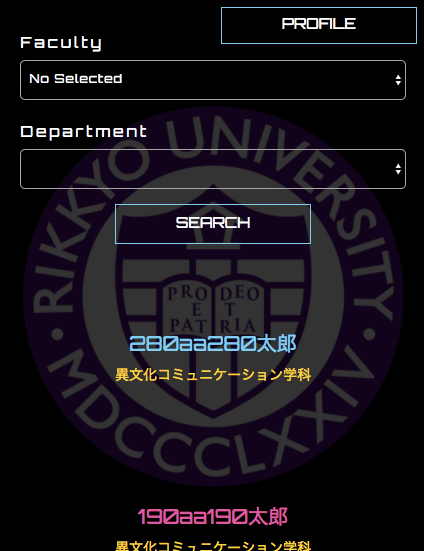 PROFILE
Faculty
No Selected
Department
SEARCH
RIKKYO UNIVERSITY
PRO DEO
E T
PAT RIA
MDCCCLXXIV
280aa280太郎
異文化コミュニケーション学科
190aa190太郎
異文化コミュニケーション学科